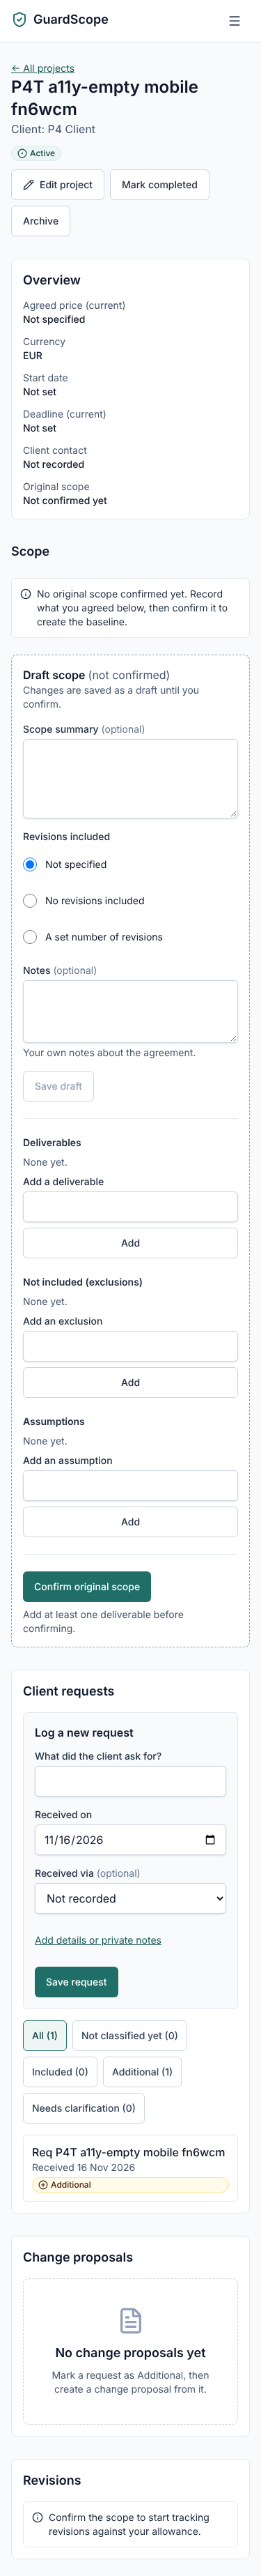 GuardScope
← All projects
P4T a11y-empty mobile
fn6wcm
Client: P4 Client
Active
Edit project
Mark completed
Archive
Overview
Agreed price (current)
Not specified
Currency
EUR
Start date
Not set
Deadline (current)
Not set
Client contact
Not recorded
Original scope
Not confirmed yet
Scope
No original scope confirmed yet. Record
what you agreed below, then confirm it to
create the baseline.
Draft scope (not confirmed)
Changes are saved as a draft until you
confirm.
Scope summary (optional)
Revisions included
Not specified
No revisions included
A set number of revisions
Notes (optional)
Your own notes about the agreement.
Save draft
Deliverables
None yet.
Add a deliverable
Add
Not included (exclusions)
None yet.
Add an exclusion
Add
Assumptions
None yet.
Add an assumption
Add
Confirm original scope
Add at least one deliverable before
confirming.
Client requests
Log a new request
What did the client ask for?
Received on
11/16/2026
Received via (optional)
Not recorded
Add details or private notes
Save request
All (1)
Not classified yet (0)
Included (0)
Additional (1)
Needs clarification (0)
Req P4T a11y-empty mobile fn6wcm
Received 16 Nov 2026
Additional
Change proposals
No change proposals yet
Mark a request as Additional, then
create a change proposal from it.
Revisions
Confirm the scope to start tracking
revisions against your allowance.